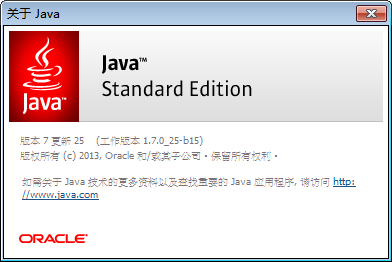 关于 Java
Java™
Java™
Standard Edition
版本 7 更新 25 (工作版本 1.7.0_25-b15)
版权所有 (c) 2013, Oracle 和/或其子公司。保留所有权利。
如需关于 Java 技术的更多资料以及查找重要的 Java 应用程序, 请访问 http:
//www.java.com
ORACLE®